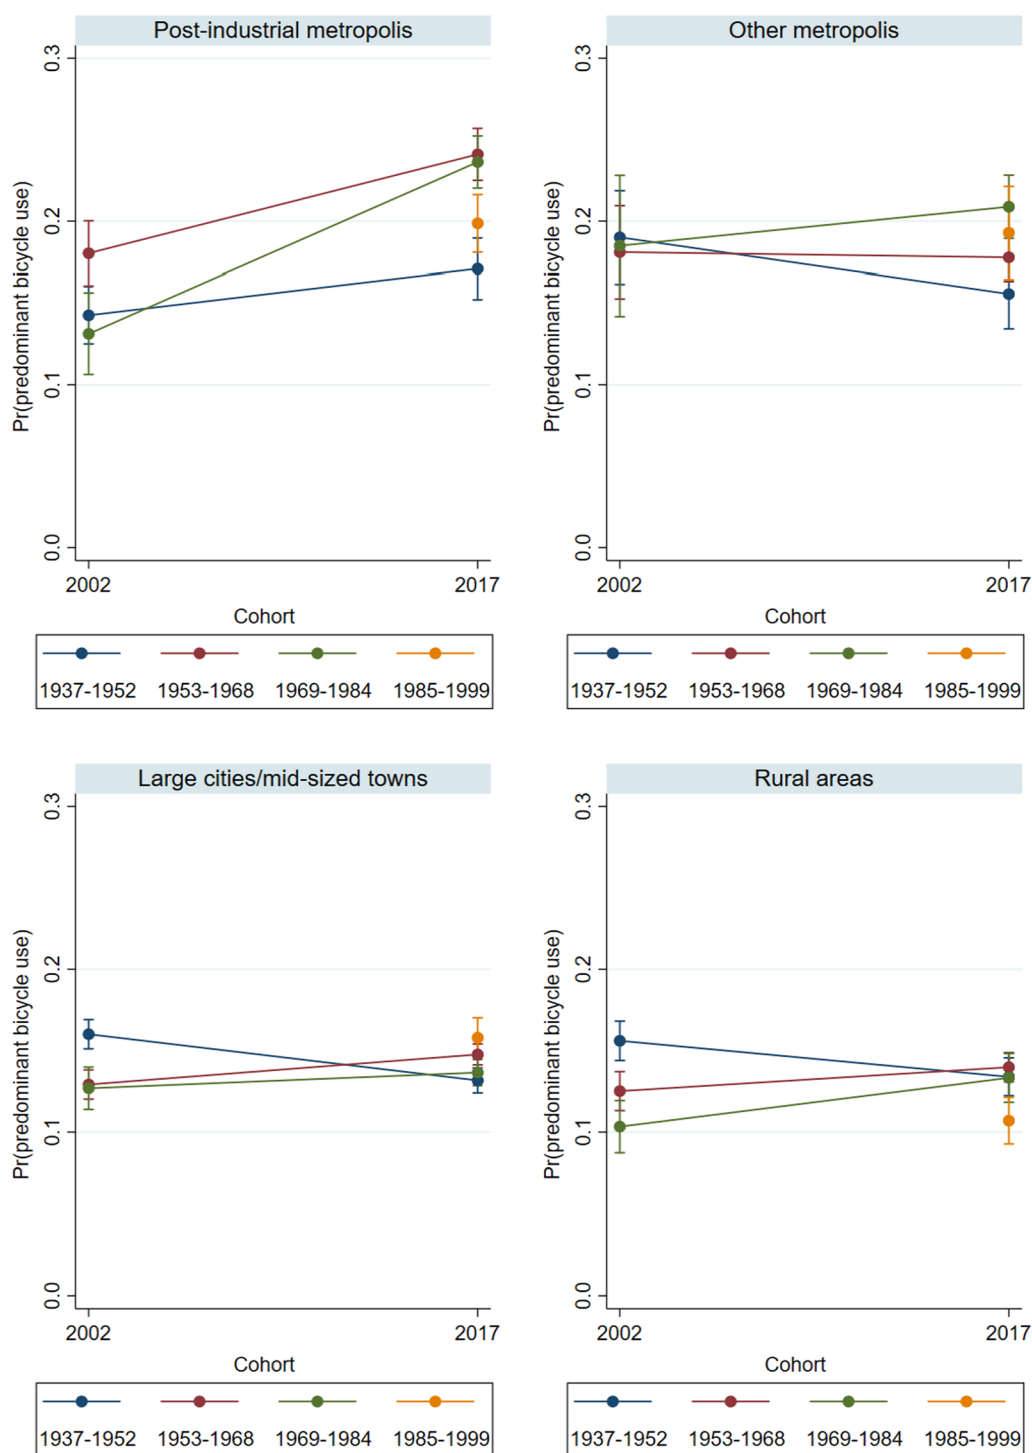 Post-industrial metropolis
Pr(predominant bicycle use)
0.3
0.2
0.1
0.0
2002 2017
Cohort
1937-1952 1953-1968 1969-1984 1985-1999
Other metropolis
Pr(predominant bicycle use)
0.3
0.2
0.1
0.0
2002 2017
Cohort
1937-1952 1953-1968 1969-1984 1985-1999
Large cities/mid-sized towns
Pr(predominant bicycle use)
0.3
0.2
0.1
0.0
2002 2017
Cohort
1937-1952 1953-1968 1969-1984 1985-1999
Rural areas
Pr(predominant bicycle use)
0.3
0.2
0.1
0.0
2002 2017
Cohort
1937-1952 1953-1968 1969-1984 1985-1999